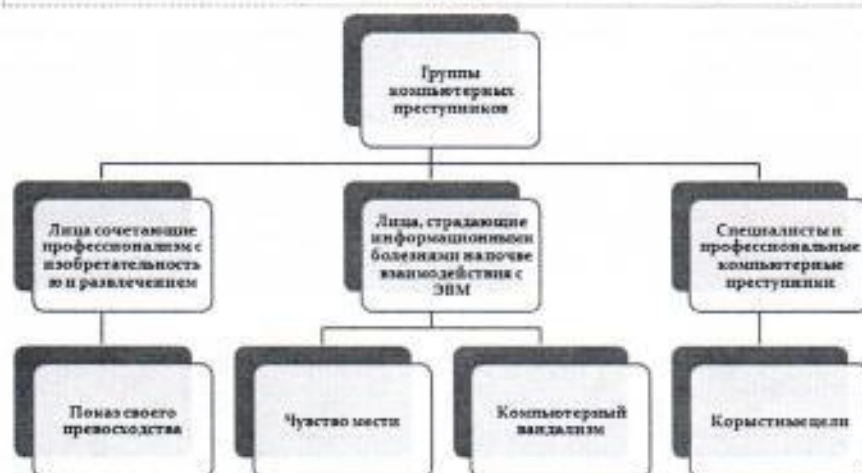 Группы
компьютерных
преступников
Лица сочетающие
профессионализм с
изобретательность
ю и развлечением
Лица, страдающие
информационными
болезнями на почве
взаимодействия с
ЭВМ
Специалисты и
профессиональные
компьютерные
преступники
Показ своего
превосходства
Чувство мести
Компьютерный
вандализм
Корыстные цели